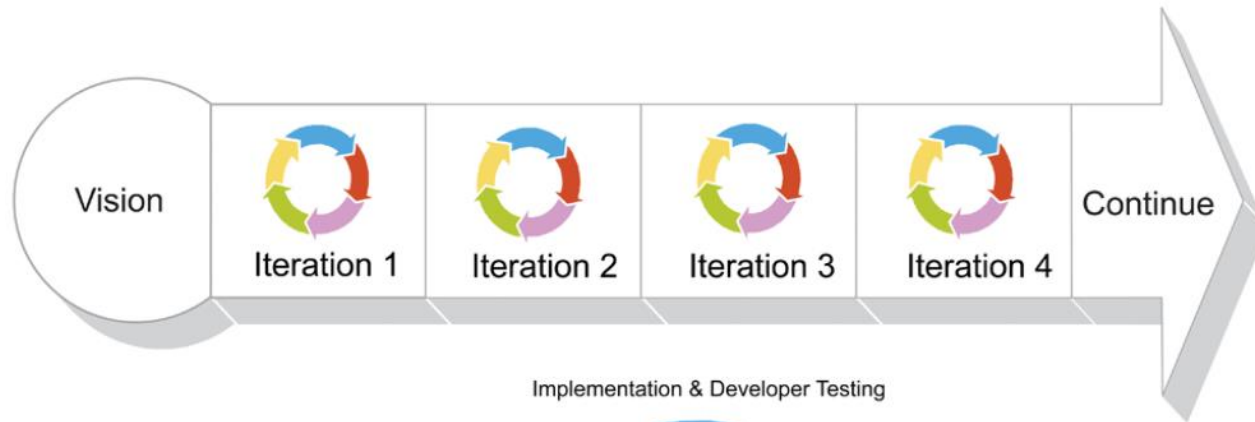 Vision
Iteration 1
Iteration 2
Iteration 3
Iteration 4
Continue
Implementation & Developer Testing